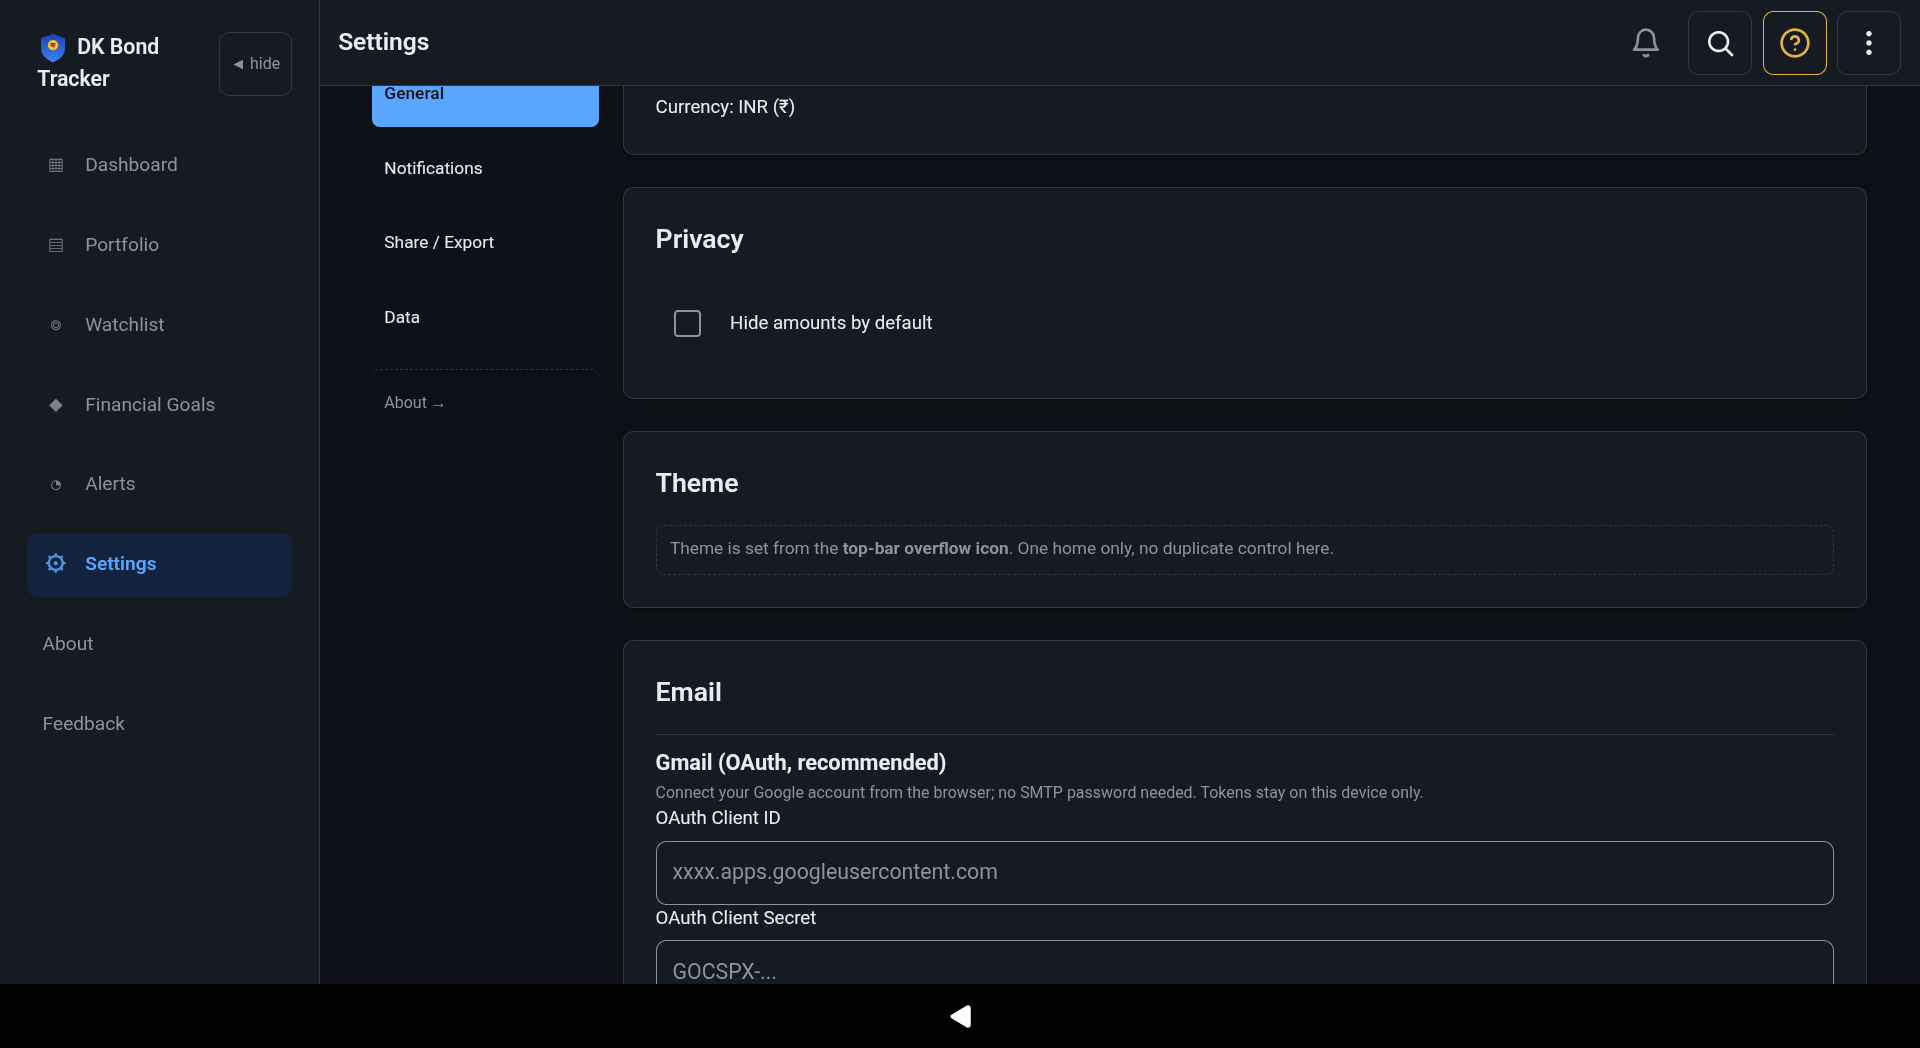 DK Bond
Tracker
◄ hide
Dashboard
Portfolio
Watchlist
Financial Goals
Alerts
Settings
About
Feedback
Settings
General
Notifications
Share / Export
Data
About →
Currency: INR (₹)
Privacy
Hide amounts by default
Theme
Theme is set from the top-bar overflow icon. One home only, no duplicate control here.
Email
Gmail (OAuth, recommended)
Connect your Google account from the browser; no SMTP password needed. Tokens stay on this device only.
OAuth Client ID
xxxx.apps.googleusercontent.com
OAuth Client Secret
GOCSPX-...